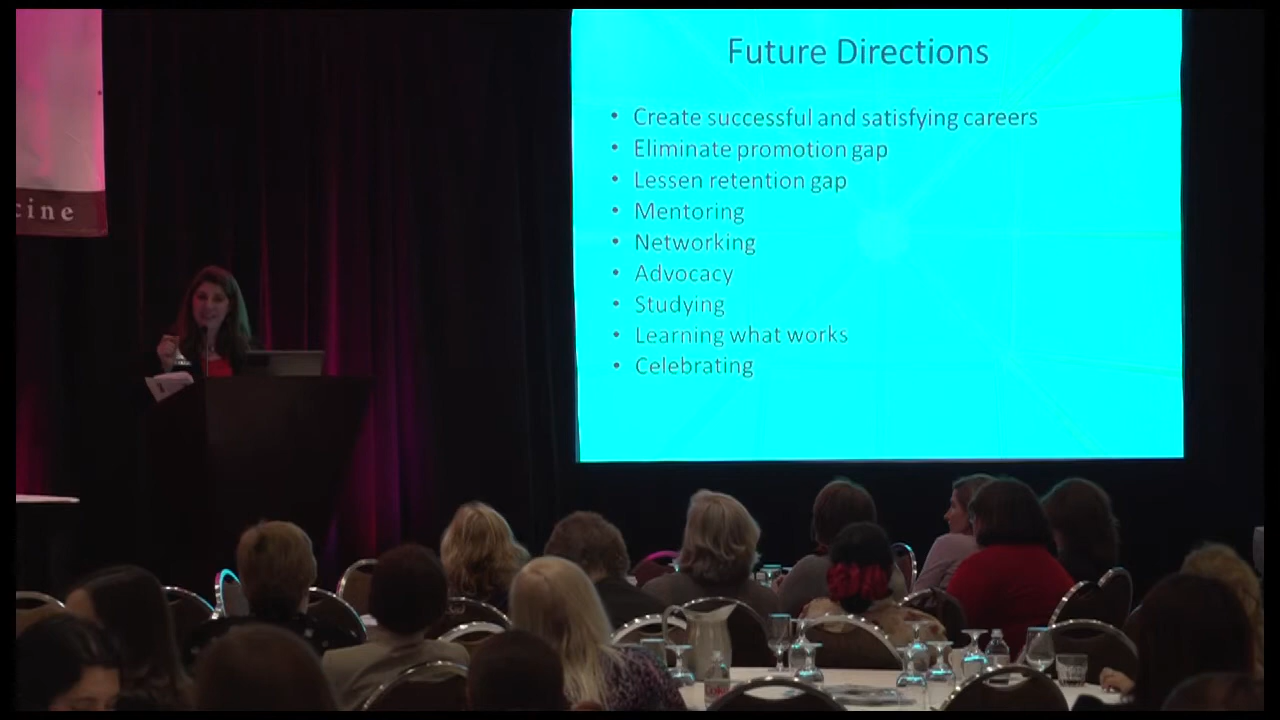 Future Directions
• Create successful and satisfying careers
• Eliminate promotion gap
• Lessen retention gap
• Mentoring
• Networking
• Advocacy
• Studying
• Learning what works
• Celebrating
cine
Coke